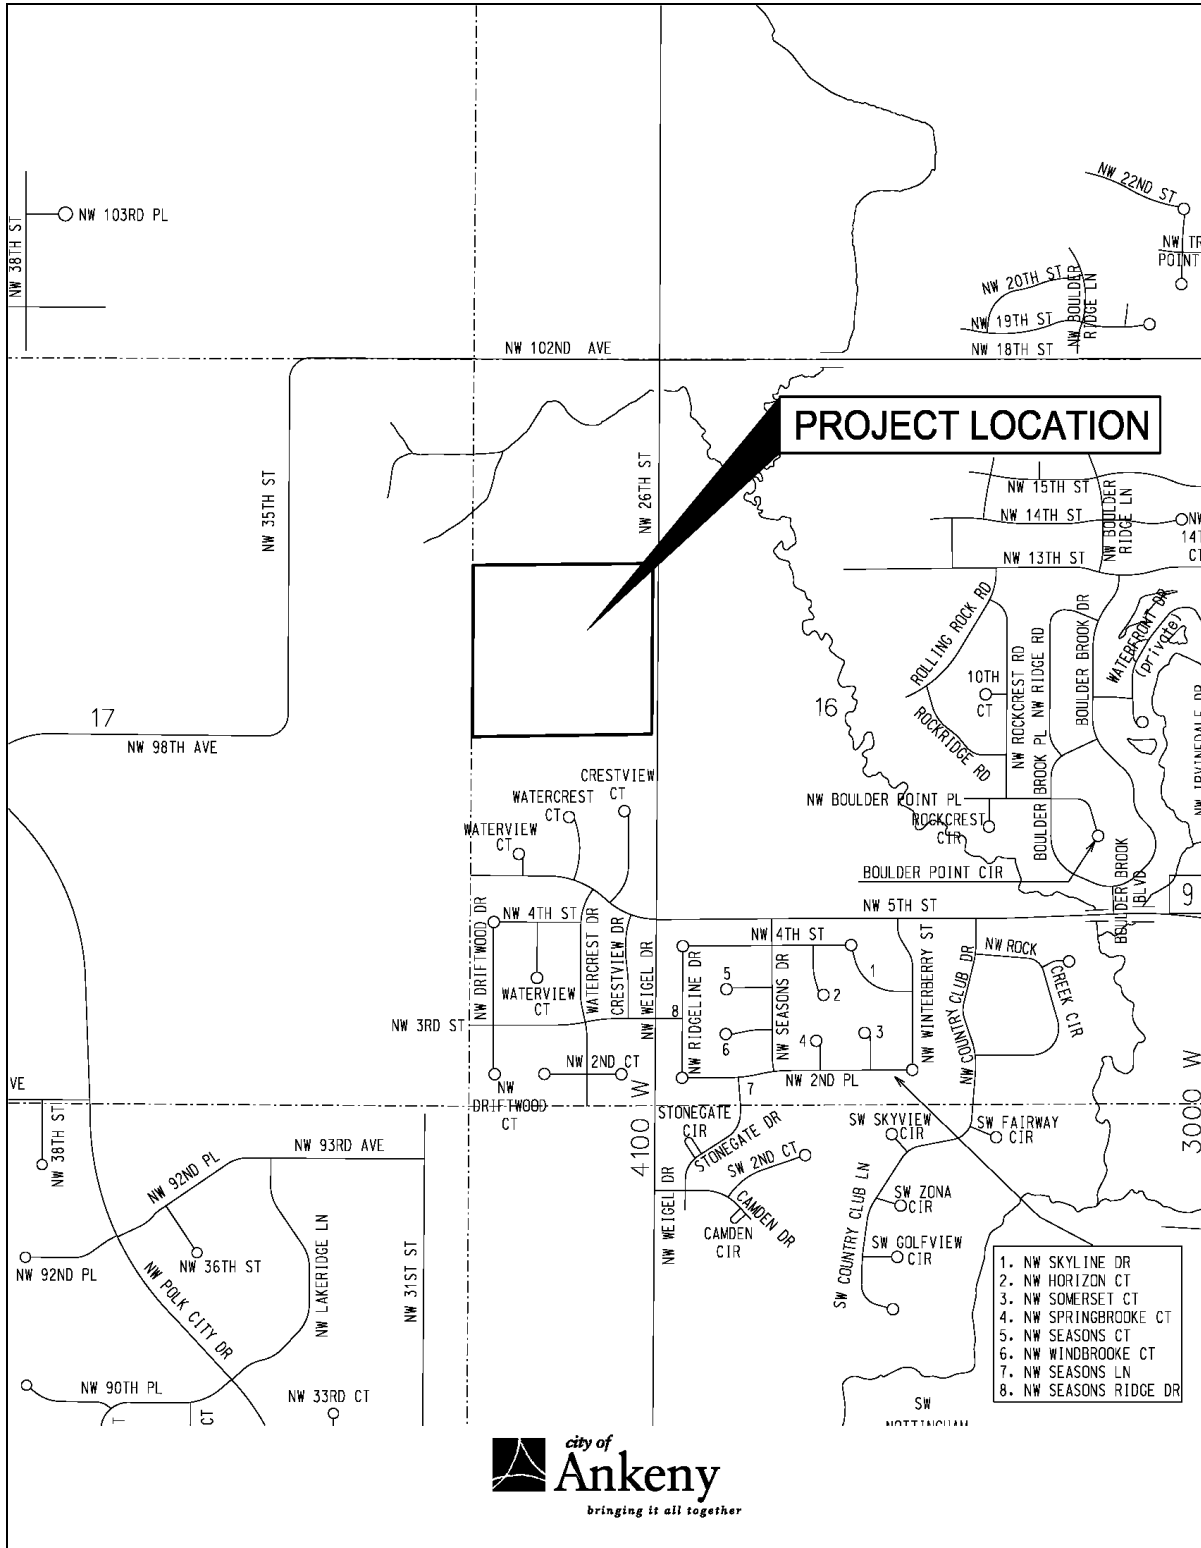 NW 22ND ST
NW 103RD PL
NW 38TH ST
NW TR
POINT
NW 20TH ST
NW BOULDER
RIDGE LN
NW 19TH ST
NW 18TH ST
NW 102ND AVE
PROJECT LOCATION
NW 35TH ST
NW 26TH ST
NW 15TH ST
NW BOULDER
RIDGE LN
NW 14TH ST
NW
14T
CT
NW 13TH ST
ROLLING ROCK RD
10TH
CT
NW ROCKCREST RD
NW RIDGE RD
BOULDER BROOK DR
WATERFRONT DR
(private)
17
NW 98TH AVE
16
ROCKRIDGE RD
BOULDER BROOK PL
NW IRVINEDALE DR
CRESTVIEW
CT
WATERCREST
CT
WATERVIEW
CT
NW BOULDER POINT PL
ROCKCREST
CIR
BOULDER POINT CIR
BOULDER BROOK
BLVD
9
NW 5TH ST
NW DRIFTWOOD DR
NW 4TH ST
WATERCREST DR
CRESTVIEW DR
NW WEIGEL DR
WATERVIEW
CT
NW 4TH ST
NW RIDGELINE DR
NW SEASONS DR
NW WINTERBERRY ST
NW COUNTRY CLUB DR
NW ROCK
CREEK CIR
5
1
2
8
6
4
3
7
NW 3RD ST
NW 2ND CT
NW 2ND PL
NW
DRIFTWOOD
CT
VE
NW 38TH ST
NW 93RD AVE
NW 92ND PL
NW 92ND PL
NW 36TH ST
NW POLK CITY DR
NW LAKERIDGE LN
NW 31ST ST
NW 90TH PL
NW 33RD CT
T
CT
4100 W
3000 W
STONEGATE
CIR
STONEGATE DR
SW 2ND CT
NW WEIGEL DR
CAMDEN DR
CAMDEN
CIR
SW SKYVIEW
CIR
SW FAIRWAY
CIR
SW ZONA
CIR
SW COUNTRY CLUB LN
SW GOLFVIEW
CIR
1. NW SKYLINE DR
2. NW HORIZON CT
3. NW SOMERSET CT
4. NW SPRINGBROOKE CT
5. NW SEASONS CT
6. NW WINDBROOKE CT
7. NW SEASONS LN
8. NW SEASONS RIDGE DR
SW
NOTTINGHAM
city of
Ankeny
bringing it all together